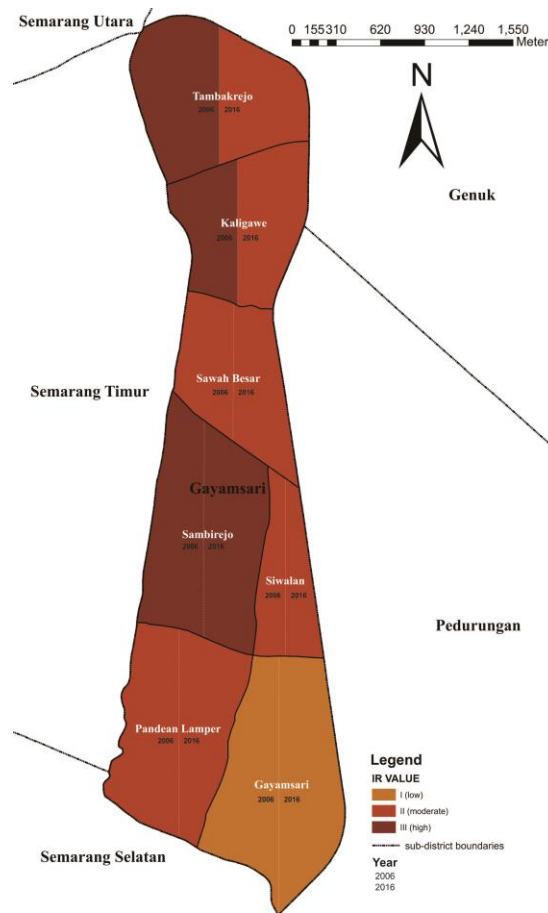 Semarang Utara
0 155310 620 930 1,240 1,550
Meter
N
Tambakrejo
2006 2016
Genuk
Kaligawe
2006 2016
Sawah Besar
2006 2016
Semarang Timur
Gayamsari
Sambirejo
2006 2016
Siwalan
2006 2016
Pedurungan
Pandean Lamper
2006 2016
Gayamsari
2006 2016
Semarang Selatan
Legend
IR VALUE
I (low)
II (moderate)
III (high)
sub-district boundaries
Year
2006
2016